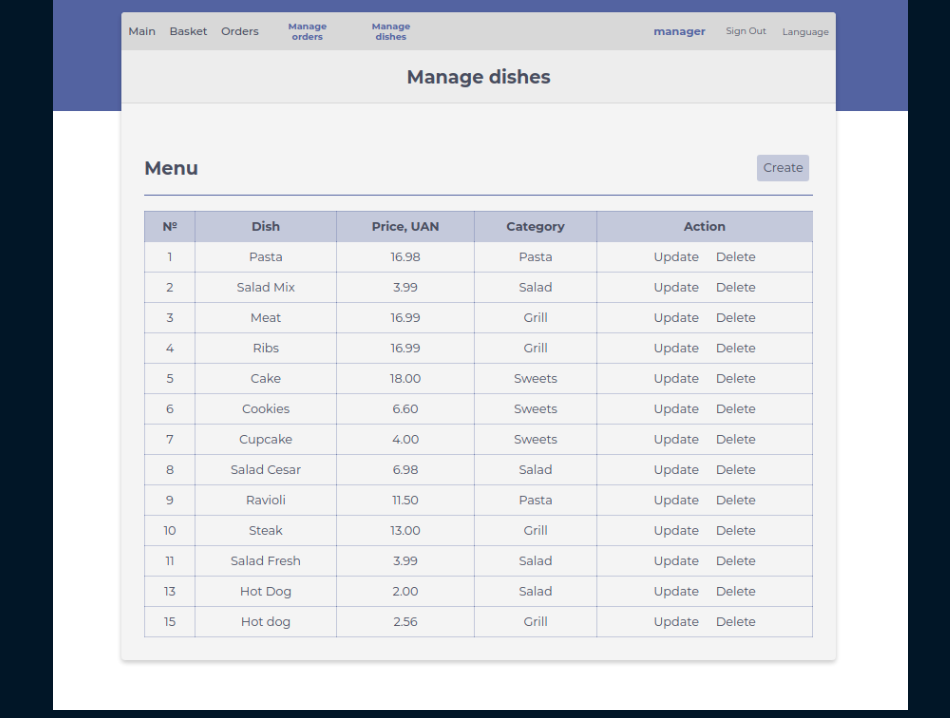 Main Basket Orders Manage orders Manage dishes manager Sign Out Language
Manage dishes
Menu Create
Nº Dish Price, UAN Category Action
1 Pasta 16.98 Pasta Update Delete
2 Salad Mix 3.99 Salad Update Delete
3 Meat 16.99 Grill Update Delete
4 Ribs 16.99 Grill Update Delete
5 Cake 18.00 Sweets Update Delete
6 Cookies 6.60 Sweets Update Delete
7 Cupcake 4.00 Sweets Update Delete
8 Salad Cesar 6.98 Salad Update Delete
9 Ravioli 11.50 Pasta Update Delete
10 Steak 13.00 Grill Update Delete
11 Salad Fresh 3.99 Salad Update Delete
13 Hot Dog 2.00 Salad Update Delete
15 Hot dog 2.56 Grill Update Delete